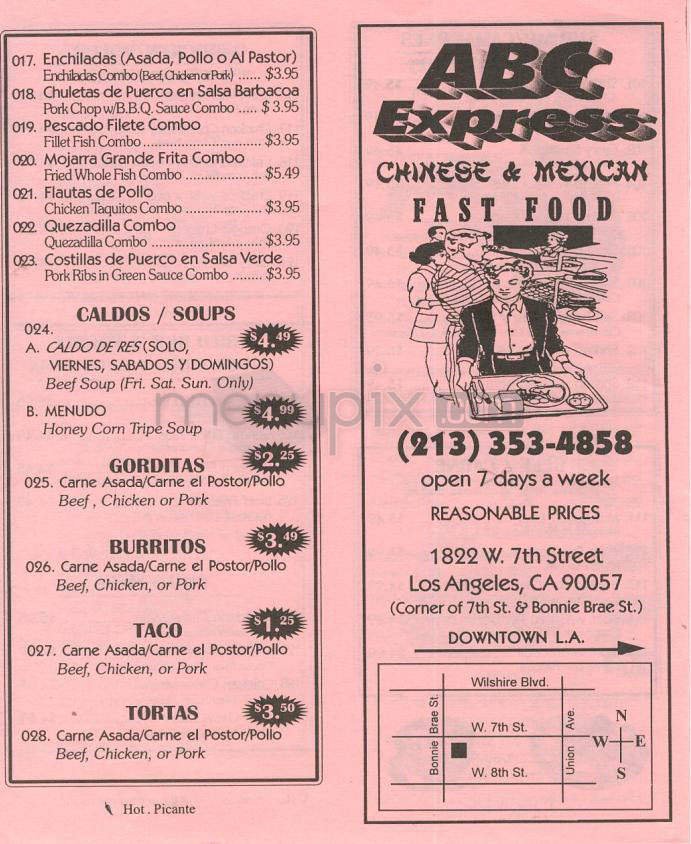 017. Enchiladas (Asada, Pollo o Al Pastor)
Enchiladas Combo (Beef, Chicken or Pork) ...... $3.95
018. Chuletas de Puerco en Salsa Barbacoa
Pork Chop w/B.B.Q. Sauce Combo ..... $ 3.95
019. Pescado Filete Combo
Fillet Fish Combo ........................ $3.95
020. Mojarra Grande Frita Combo
Fried Whole Fish Combo ................. $5.49
021. Flautas de Pollo
Chicken Taquitos Combo ................ $3.95
022. Quezadilla Combo
Quezadilla Combo ....................... $3.95
023. Costillas de Puerco en Salsa Verde
Pork Ribs in Green Sauce Combo ........ $3.95
CALDOS / SOUPS
024.
$4.49
A. CALDO DE RES (SOLO,
VIERNES, SABADOS Y DOMINGOS)
Beef Soup (Fri. Sat. Sun. Only)
B. MENUDO $4.99
Honey Corn Tripe Soup
GORDITAS $2.25
025. Carne Asada/Carne el Postor/Pollo
Beef , Chicken or Pork
BURRITOS $3.49
026. Carne Asada/Carne el Postor/Pollo
Beef, Chicken, or Pork
TACO $1.25
027. Carne Asada/Carne el Postor/Pollo
Beef, Chicken, or Pork
TORTAS $3.50
028. Carne Asada/Carne el Postor/Pollo
Beef, Chicken, or Pork
Hot . Picante
ABC
Express
CHINESE & MEXICAN
FAST FOOD
menupix.com
(213) 353-4858
open 7 days a week
REASONABLE PRICES
1822 W. 7th Street
Los Angeles, CA 90057
(Corner of 7th St. & Bonnie Brae St.)
DOWNTOWN L.A.
Wilshire Blvd.
Bonnie Brae St.
W. 7th St.
Union Ave.
W. 8th St.
N
W E
S